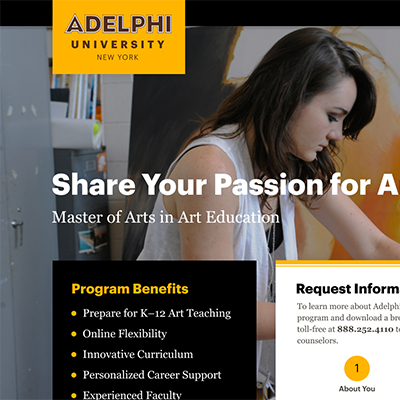 ADELPHI
UNIVERSITY
NEW YORK
Share Your Passion for A
Master of Arts in Art Education
Program Benefits
Prepare for K–12 Art Teaching
Online Flexibility
Innovative Curriculum
Personalized Career Support
Experienced Faculty
Request Inform
To learn more about Adelphi
program and download a bro
toll-free at 888.252.4110 to
counselors.
1
About You